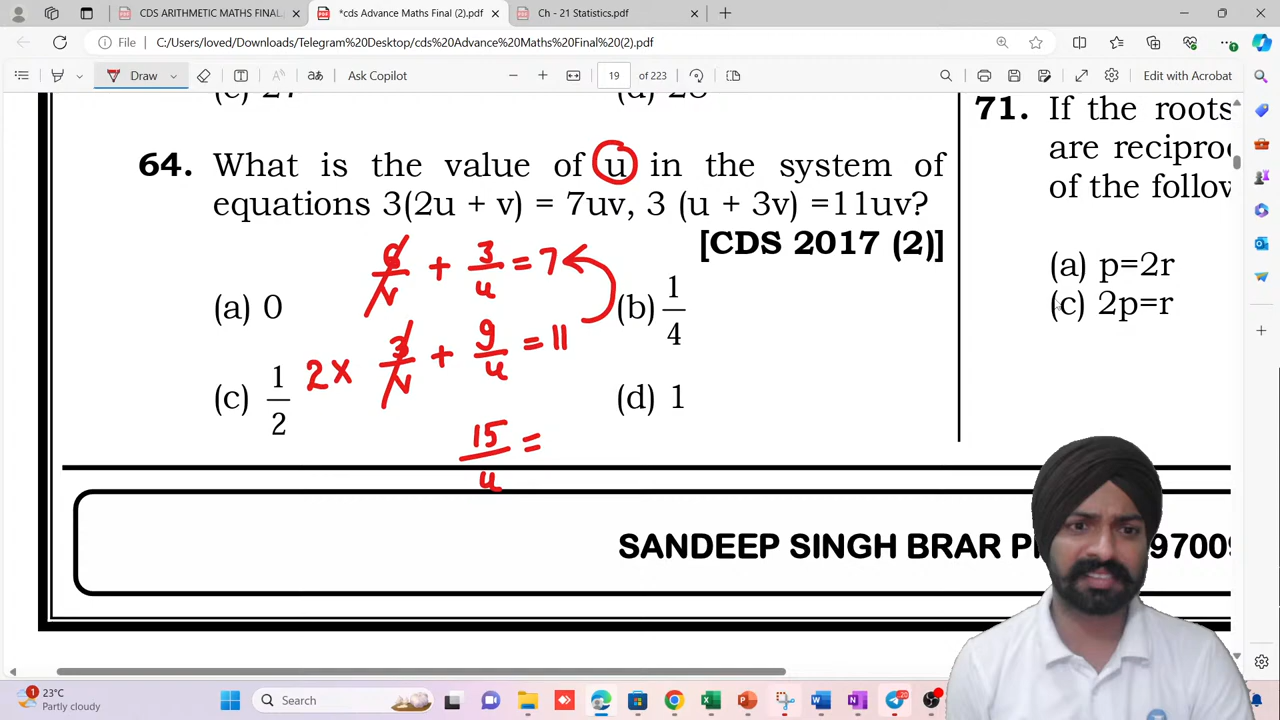 CDS ARITHMETIC MATHS FINAL
*cds Advance Maths Final (2).pdf
Ch - 21 Statistics.pdf
File
C:/Users/loved/Downloads/Telegram%20Desktop/cds%20Advance%20Maths%20Final%20(2).pdf
Draw
Ask Copilot
19 of 223
Edit with Acrobat
64. What is the value of u in the system of
equations 3(2u + v) = 7uv, 3 (u + 3v) =11uv?
[CDS 2017 (2)]
6/v + 3/u = 7
(a) 0
(b) 1/4
2 x 3/v + 9/u = 11
(c) 1/2
(d) 1
15/u =
71. If the roots
are recipro
of the follov
(a) p=2r
(c) 2p=r
SANDEEP SINGH BRAR
1
23°C
Partly cloudy
Search